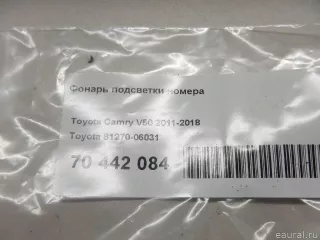 Фонарь подсветки номера
Toyota Camry V50 2011-2018
Toyota 81270-06031
70 442 084
© eaural.ru